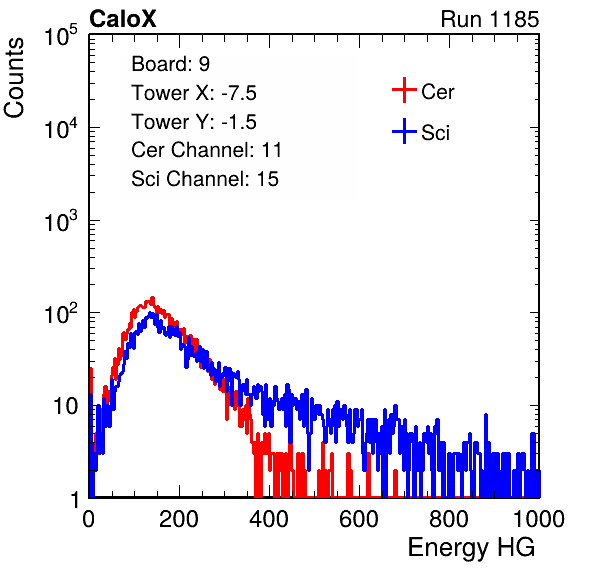 CaloX Run 1185
Counts
10^5
10^4
10^3
10^2
10
1
Board: 9
Tower X: -7.5
Tower Y: -1.5
Cer Channel: 11
Sci Channel: 15
Cer
Sci
0 200 400 600 800 1000
Energy HG